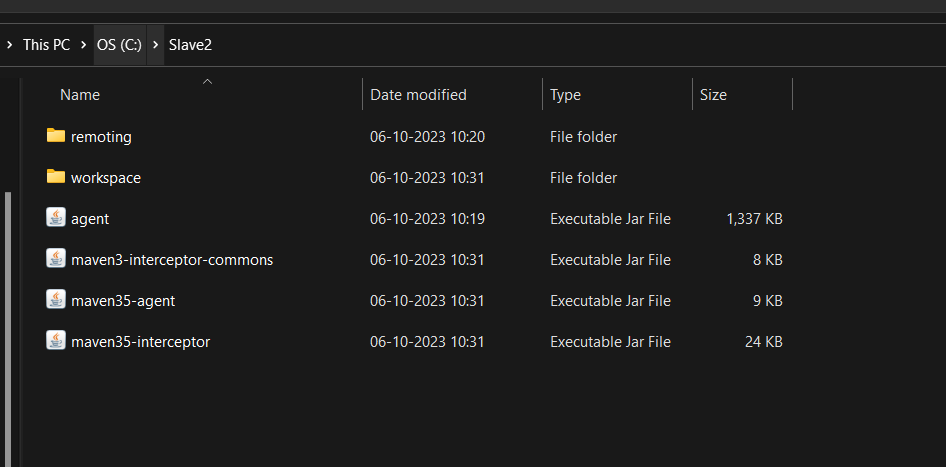 This PC OS (C:) Slave2
Name Date modified Type Size
remoting 06-10-2023 10:20 File folder
workspace 06-10-2023 10:31 File folder
agent 06-10-2023 10:19 Executable Jar File 1,337 KB
maven3-interceptor-commons 06-10-2023 10:31 Executable Jar File 8 KB
maven35-agent 06-10-2023 10:31 Executable Jar File 9 KB
maven35-interceptor 06-10-2023 10:31 Executable Jar File 24 KB